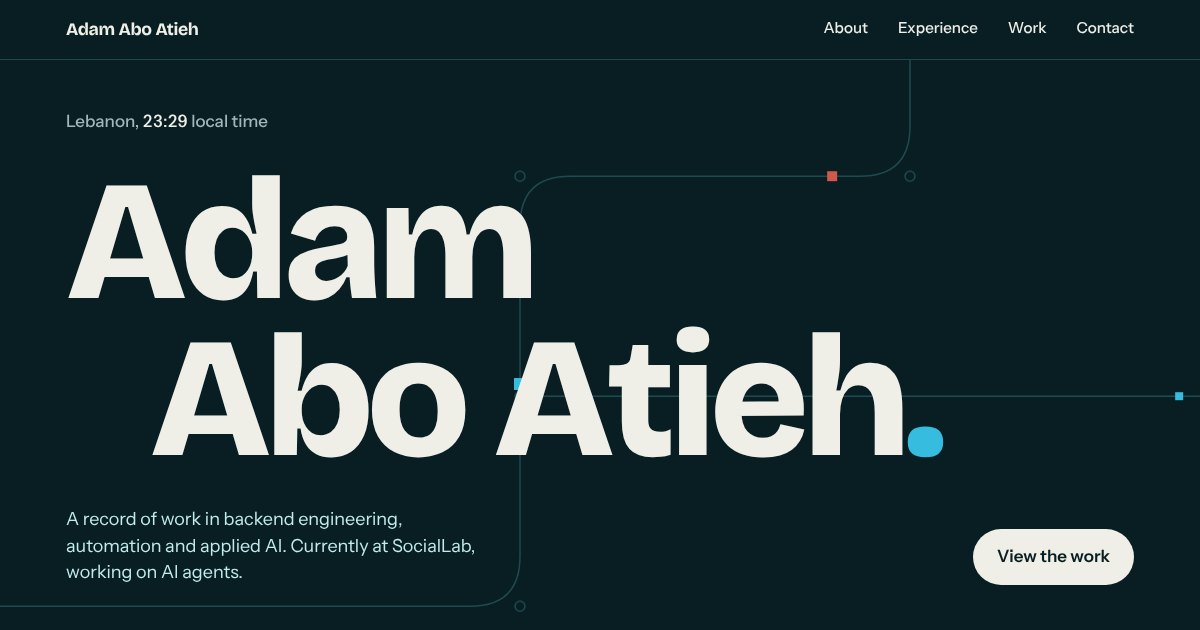 Adam Abo Atieh
About Experience Work Contact
Lebanon, 23:29 local time
Adam
Abo Atieh.
A record of work in backend engineering,
automation and applied AI. Currently at SocialLab,
working on AI agents.
View the work